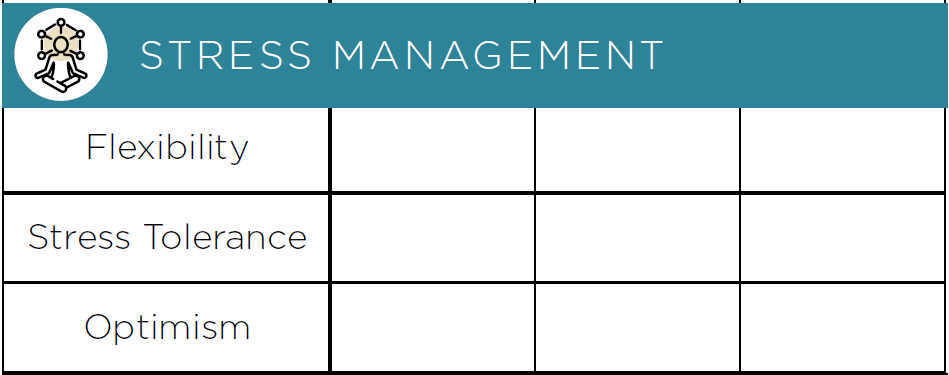 STRESS MANAGEMENT
Flexibility
Stress Tolerance
Optimism